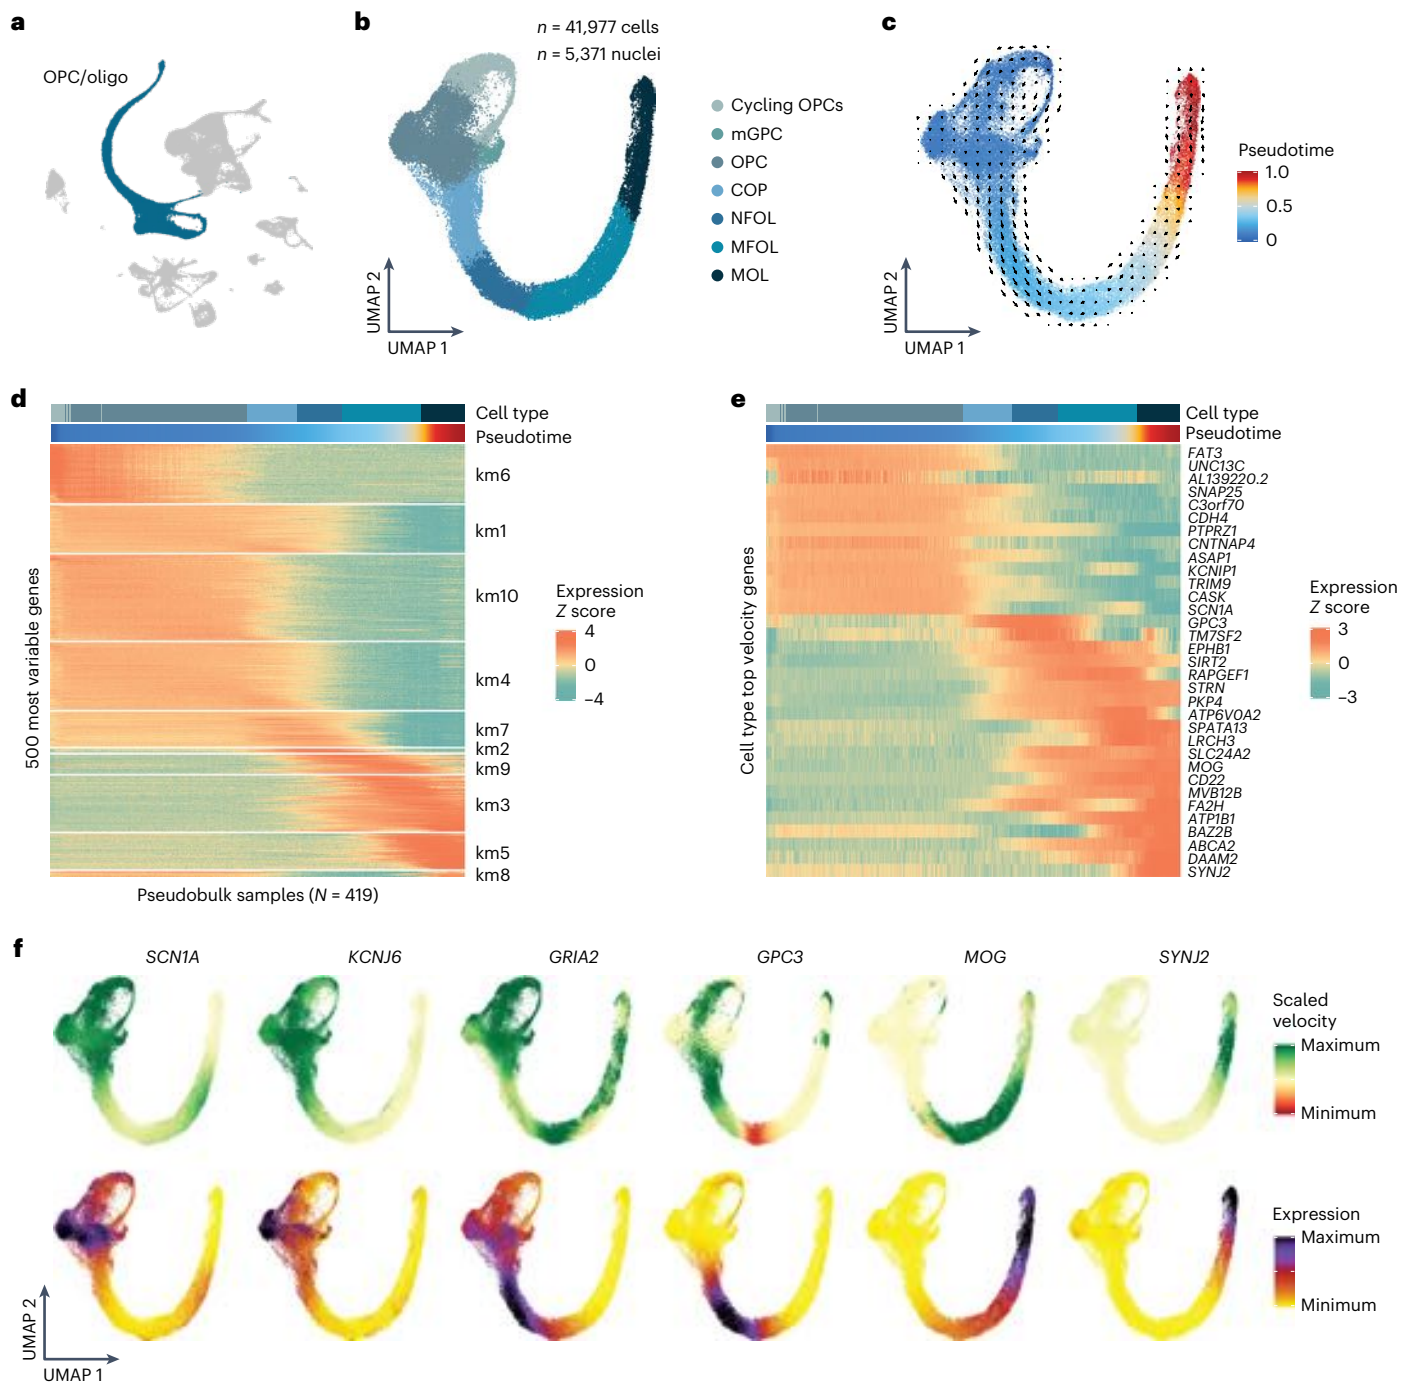 a
OPC/oligo
b
n = 41,977 cells
n = 5,371 nuclei
Cycling OPCs
mGPC
OPC
COP
NFOL
MFOL
MOL
UMAP 2
UMAP 1
c
Pseudotime
1.0
0.5
0
UMAP 2
UMAP 1
d
Cell type
Pseudotime
km6
km1
km10
km4
km7
km2
km9
km3
km5
km8
500 most variable genes
Pseudobulk samples (N = 419)
Expression
Z score
4
0
–4
e
Cell type
Pseudotime
FAT3
UNC13C
AL139220.2
SNAP25
C3orf70
CDH4
PTPRZ1
CNTNAP4
ASAP1
KCNIP1
TRIM9
CASK
SCN1A
GPC3
TM7SF2
EPHB1
SIRT2
RAPGEF1
STRN
PKP4
ATP6V0A2
SPATA13
LRCH3
SLC24A2
MOG
CD22
MVB12B
FA2H
ATP1B1
BAZ2B
ABCA2
DAAM2
SYNJ2
Cell type top velocity genes
Expression
Z score
3
0
–3
f
SCN1A
KCNJ6
GRIA2
GPC3
MOG
SYNJ2
Scaled
velocity
Maximum
Minimum
Expression
Maximum
Minimum
UMAP 2
UMAP 1